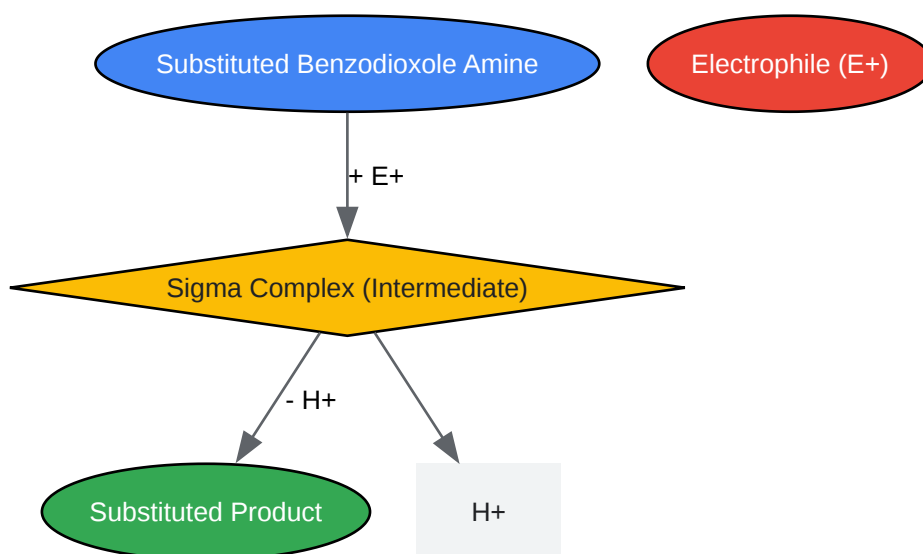 Substituted Benzodioxole Amine
Electrophile (E+)
+ E+
Sigma Complex (Intermediate)
- H+
Substituted Product
H+